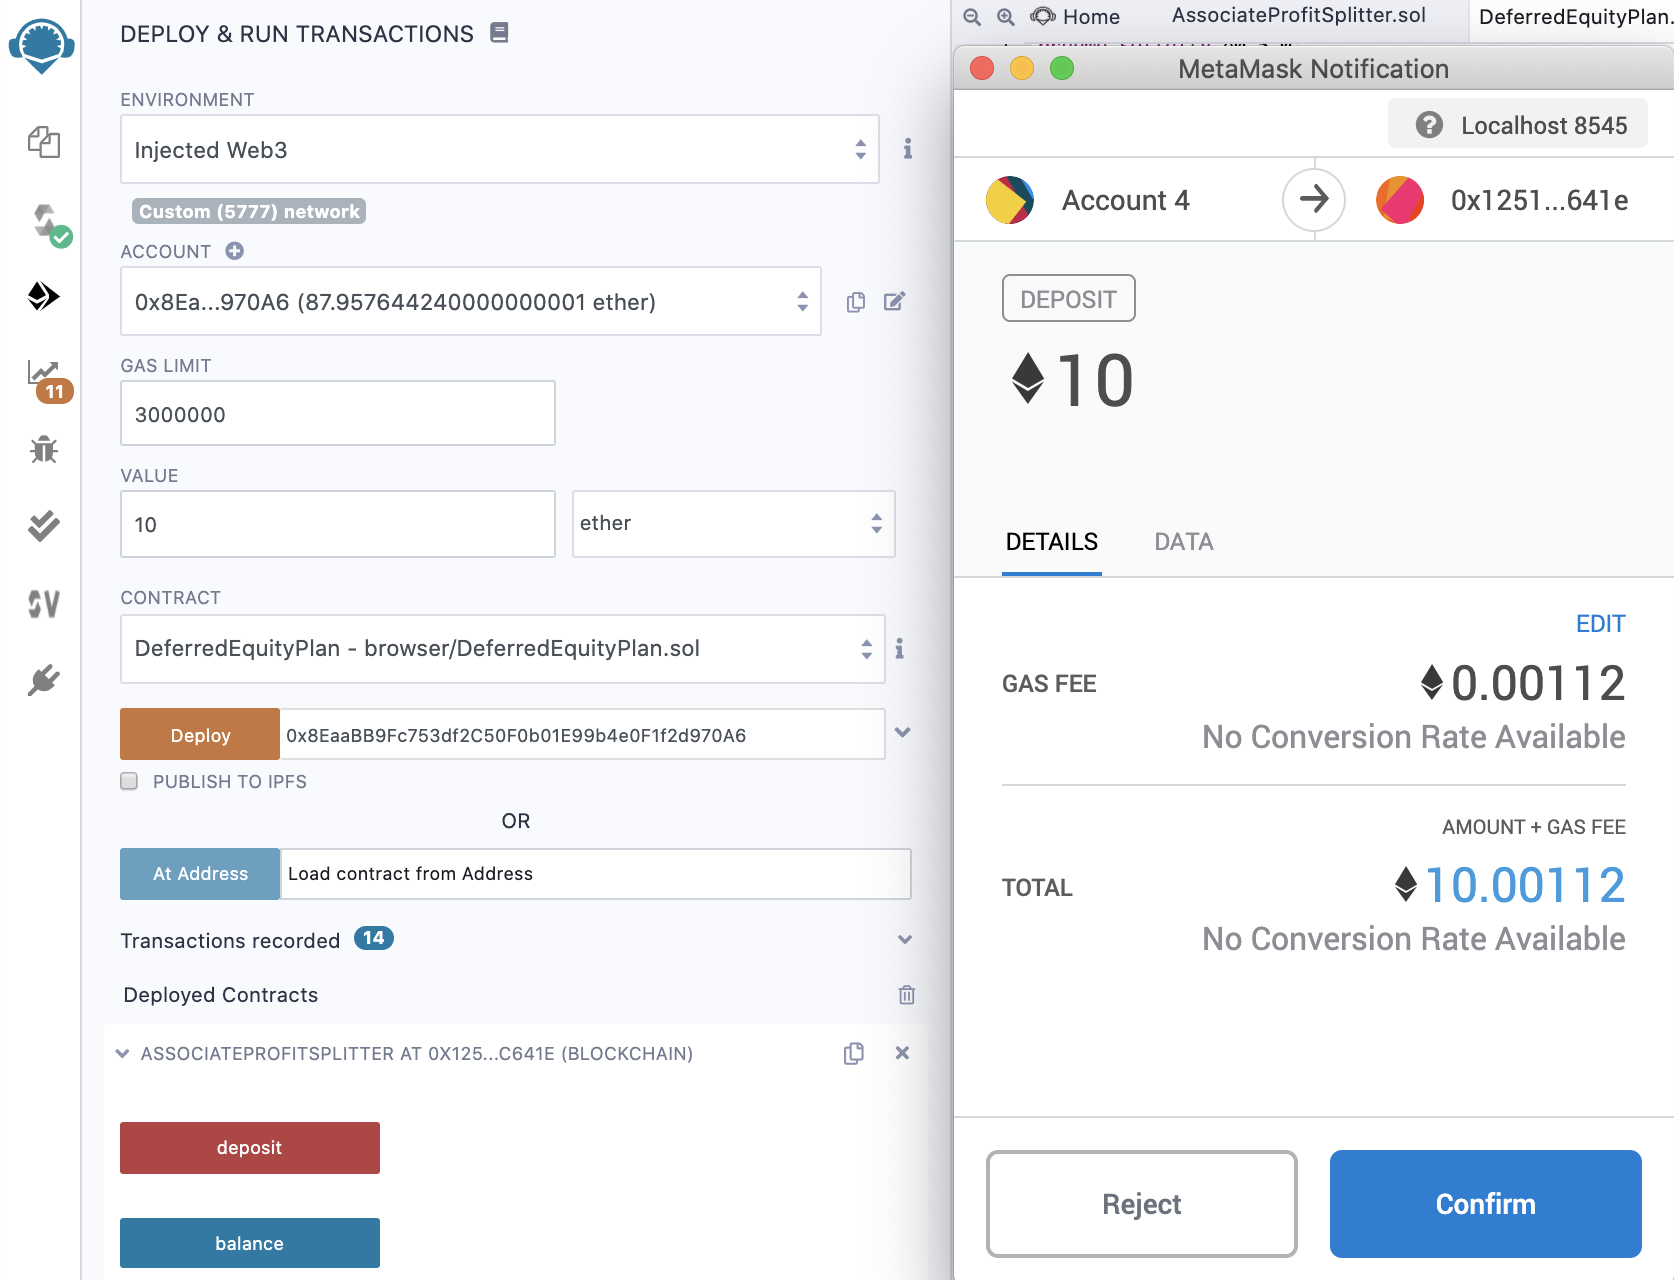 DEPLOY & RUN TRANSACTIONS
ENVIRONMENT
Injected Web3
Custom (5777) network
ACCOUNT
0x8Ea...970A6 (87.957644240000000001 ether)
GAS LIMIT
3000000
11
VALUE
10
ether
CONTRACT
DeferredEquityPlan - browser/DeferredEquityPlan.sol
Deploy
0x8EaaBB9Fc753df2C50F0b01E99b4e0F1f2d970A6
PUBLISH TO IPFS
OR
At Address
Load contract from Address
Transactions recorded 14
Deployed Contracts
ASSOCIATEPROFITSPLITTER AT 0X125...C641E (BLOCKCHAIN)
deposit
balance
Home
AssociateProfitSplitter.sol
DeferredEquityPlan.
MetaMask Notification
Localhost 8545
Account 4
0x1251...641e
DEPOSIT
10
DETAILS
DATA
EDIT
GAS FEE
0.00112
No Conversion Rate Available
AMOUNT + GAS FEE
TOTAL
10.00112
No Conversion Rate Available
Reject
Confirm